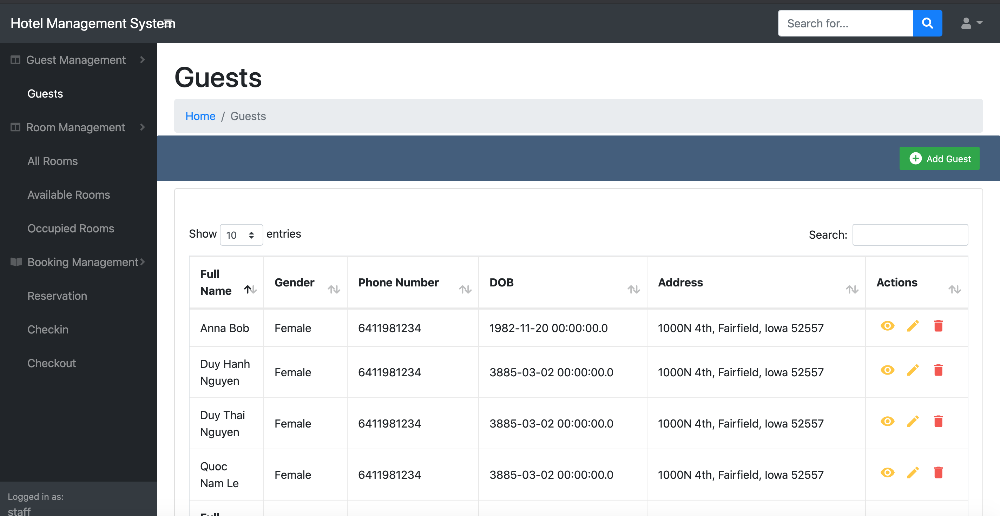 Hotel Management System
Search for...
Guest Management
Guests
Room Management
All Rooms
Available Rooms
Occupied Rooms
Booking Management
Reservation
Checkin
Checkout
Logged in as:
staff
Guests
Home / Guests
Add Guest
Show 10 entries
Search:
Full Name Gender Phone Number DOB Address Actions
Anna Bob Female 6411981234 1982-11-20 00:00:00.0 1000N 4th, Fairfield, Iowa 52557
Duy Hanh Nguyen Female 6411981234 3885-03-02 00:00:00.0 1000N 4th, Fairfield, Iowa 52557
Duy Thai Nguyen Female 6411981234 3885-03-02 00:00:00.0 1000N 4th, Fairfield, Iowa 52557
Quoc Nam Le Female 6411981234 3885-03-02 00:00:00.0 1000N 4th, Fairfield, Iowa 52557
Full